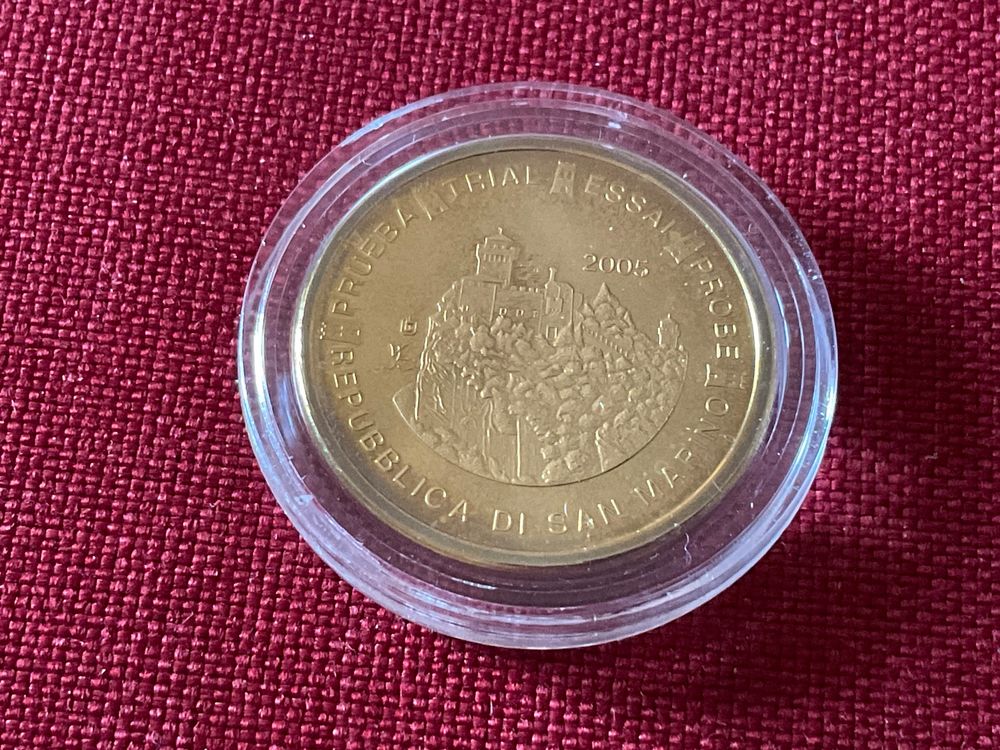 PRUEBA TRIAL ESSAI PROBE
2005
REPUBBLICA DI SAN MARINO